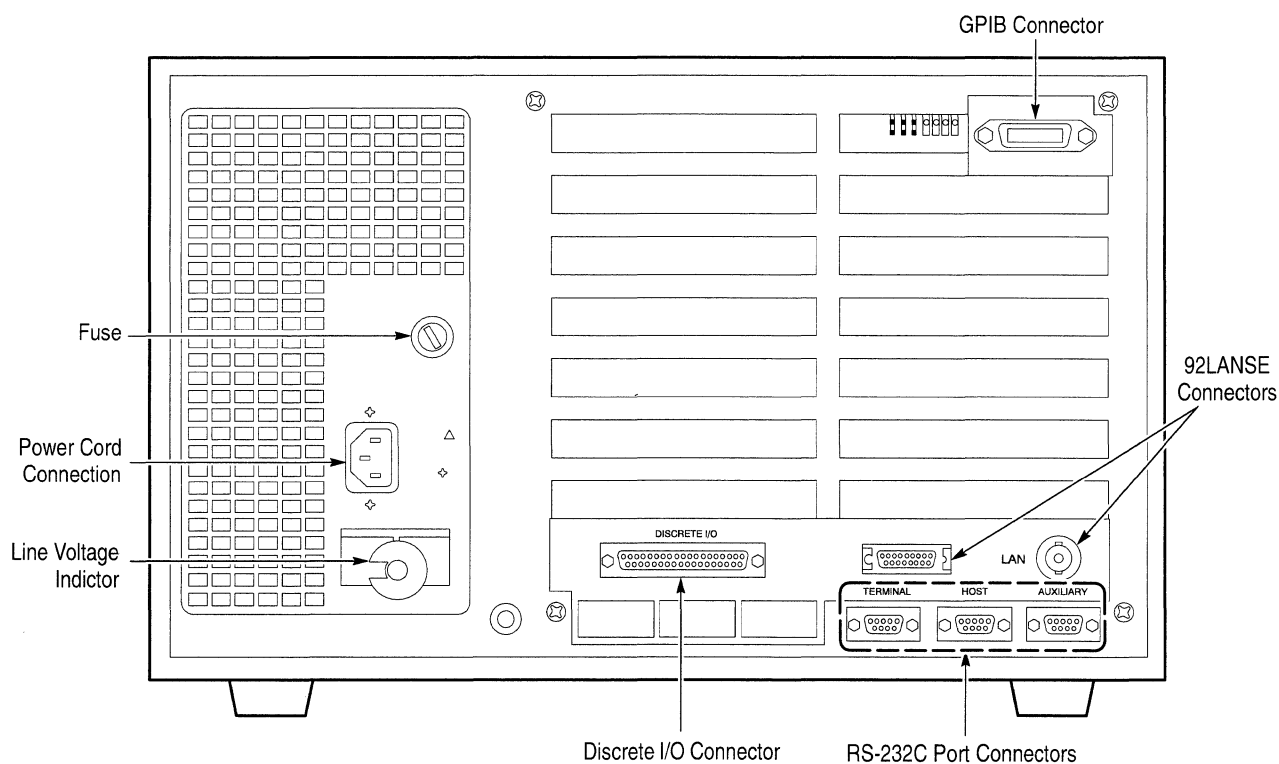 GPIB Connector
Fuse
92LANSE
Connectors
Power Cord
Connection
DISCRETE I/O
Line Voltage
Indictor
LAN
TERMINAL
HOST
AUXILIARY
Discrete I/O Connector
RS-232C Port Connectors